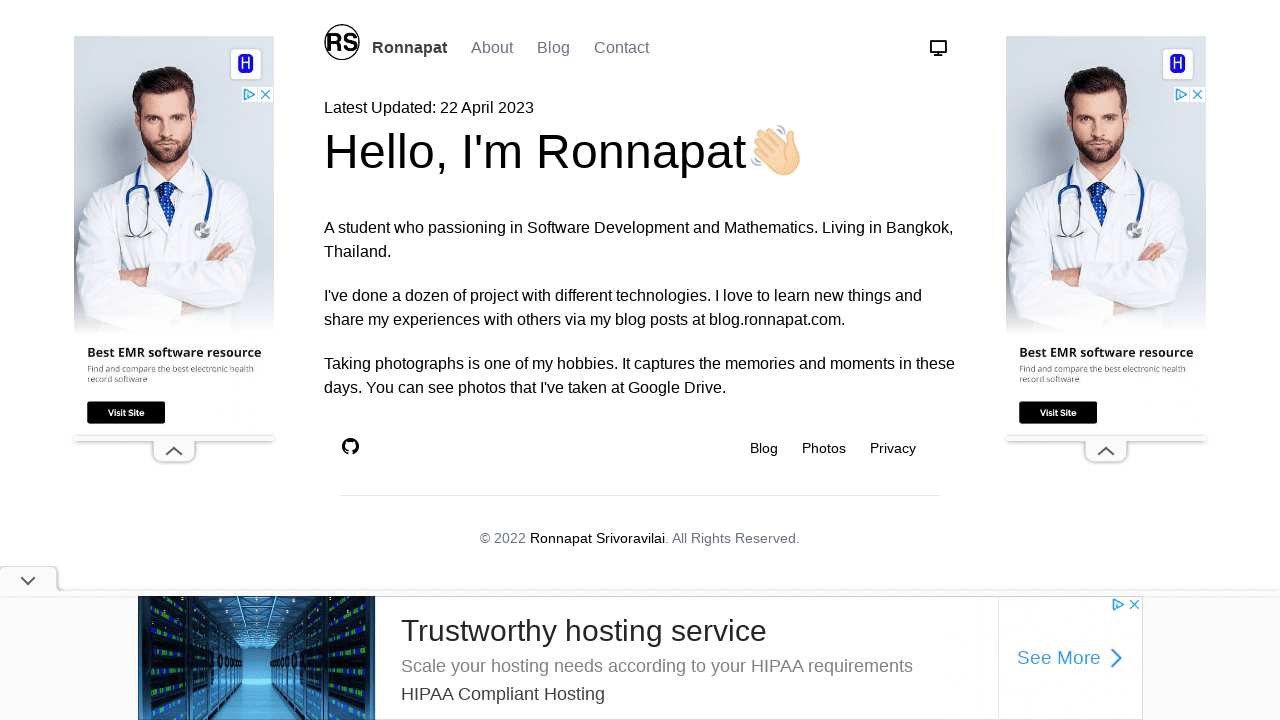 RS
Ronnapat
About
Blog
Contact
Latest Updated: 22 April 2023
Hello, I'm Ronnapat👋🏻
A student who passioning in Software Development and Mathematics. Living in Bangkok,
Thailand.
I've done a dozen of project with different technologies. I love to learn new things and
share my experiences with others via my blog posts at blog.ronnapat.com.
Taking photographs is one of my hobbies. It captures the memories and moments in these
days. You can see photos that I've taken at Google Drive.
Blog
Photos
Privacy
© 2022 Ronnapat Srivoravilai. All Rights Reserved.
H
Best EMR software resource
Find and compare the best electronic health
record software
Visit Site
H
Best EMR software resource
Find and compare the best electronic health
record software
Visit Site
Trustworthy hosting service
Scale your hosting needs according to your HIPAA requirements
HIPAA Compliant Hosting
See More